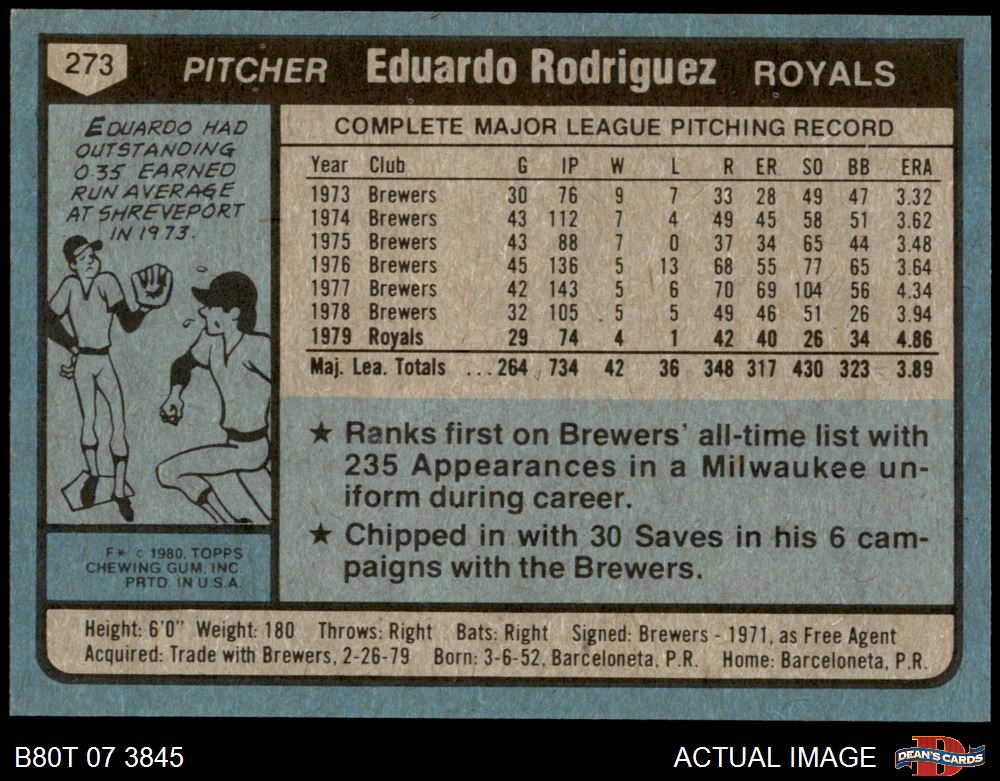 273 PITCHER Eduardo Rodriguez ROYALS
EDUARDO HAD
OUTSTANDING
0.35 EARNED
RUN AVERAGE
AT SHREVEPORT
IN 1973.
F* © 1980. TOPPS
CHEWING GUM, INC.
PRTD. IN U.S.A.
COMPLETE MAJOR LEAGUE PITCHING RECORD
Year Club G IP W L R ER SO BB ERA
1973 Brewers 30 76 9 7 33 28 49 47 3.32
1974 Brewers 43 112 7 4 49 45 58 51 3.62
1975 Brewers 43 88 7 0 37 34 65 44 3.48
1976 Brewers 45 136 5 13 68 55 77 65 3.64
1977 Brewers 42 143 5 6 70 69 104 56 4.34
1978 Brewers 32 105 5 5 49 46 51 26 3.94
1979 Royals 29 74 4 1 42 40 26 34 4.86
Maj. Lea. Totals ...264 734 42 36 348 317 430 323 3.89
★ Ranks first on Brewers' all-time list with
235 Appearances in a Milwaukee un-
iform during career.
★ Chipped in with 30 Saves in his 6 cam-
paigns with the Brewers.
Height: 6'0" Weight: 180 Throws: Right Bats: Right Signed: Brewers - 1971, as Free Agent
Acquired: Trade with Brewers, 2-26-79 Born: 3-6-52, Barceloneta, P.R. Home: Barceloneta, P.R.
B80T 07 3845 ACTUAL IMAGE D DEAN'S CARDS